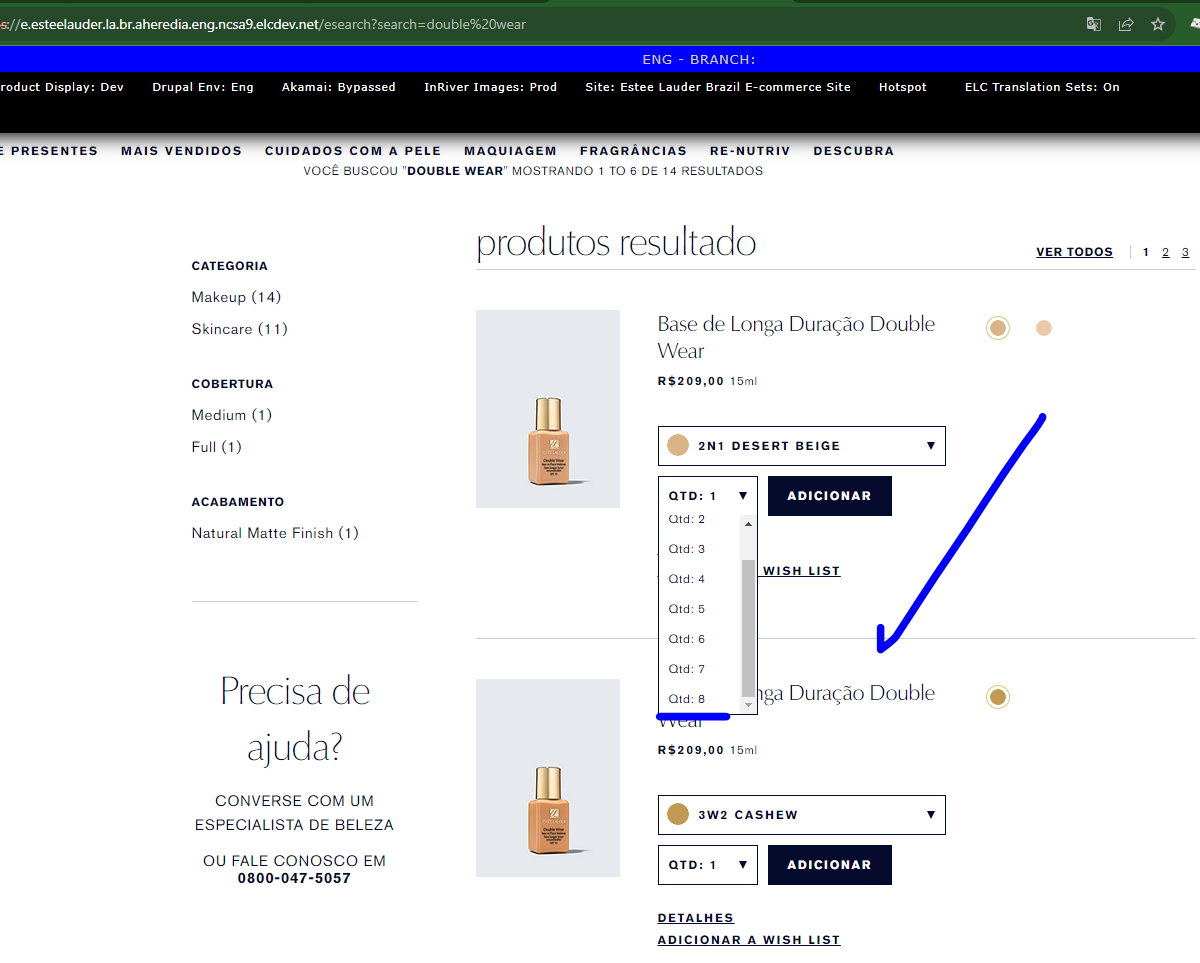 s://e.esteelauder.la.br.aheredia.eng.ncsa9.elcdev.net/esearch?search=double%20wear
ENG - BRANCH:
roduct Display: Dev Drupal Env: Eng Akamai: Bypassed InRiver Images: Prod Site: Estee Lauder Brazil E-commerce Site Hotspot ELC Translation Sets: On
E PRESENTES MAIS VENDIDOS CUIDADOS COM A PELE MAQUIAGEM FRAGRÂNCIAS RE-NUTRIV DESCUBRA
VOCÊ BUSCOU "DOUBLE WEAR" MOSTRANDO 1 TO 6 DE 14 RESULTADOS
produtos resultado
VER TODOS 1 2 3
CATEGORIA
Makeup (14)
Skincare (11)
COBERTURA
Medium (1)
Full (1)
ACABAMENTO
Natural Matte Finish (1)
Precisa de
ajuda?
CONVERSE COM UM
ESPECIALISTA DE BELEZA
OU FALE CONOSCO EM
0800-047-5057
Base de Longa Duração Double
Wear
R$209,00 15ml
2N1 DESERT BEIGE
QTD: 1 ADICIONAR
Qtd: 2
Qtd: 3
Qtd: 4
Qtd: 5
Qtd: 6
Qtd: 7
Qtd: 8
WISH LIST
nga Duração Double
Wear
R$209,00 15ml
3W2 CASHEW
QTD: 1 ADICIONAR
DETALHES
ADICIONAR A WISH LIST